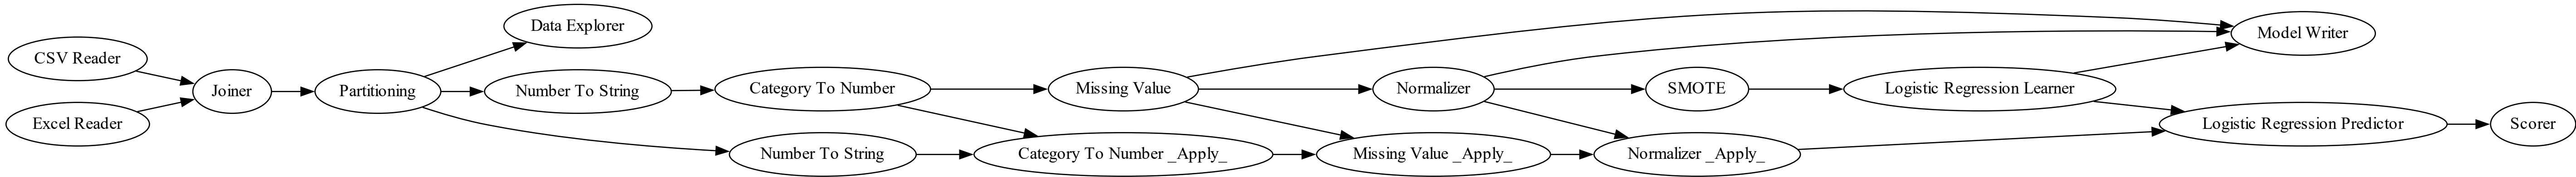 CSV Reader
Excel Reader
Joiner
Partitioning
Data Explorer
Number To String
Number To String
Category To Number
Category To Number _Apply_
Missing Value
Missing Value _Apply_
Normalizer
Normalizer _Apply_
SMOTE
Logistic Regression Learner
Model Writer
Logistic Regression Predictor
Scorer